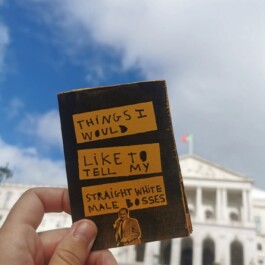 THINGS I
WOULD
LIKE TO
TELL MY
STRAIGHT WHITE
MALE BOSSES